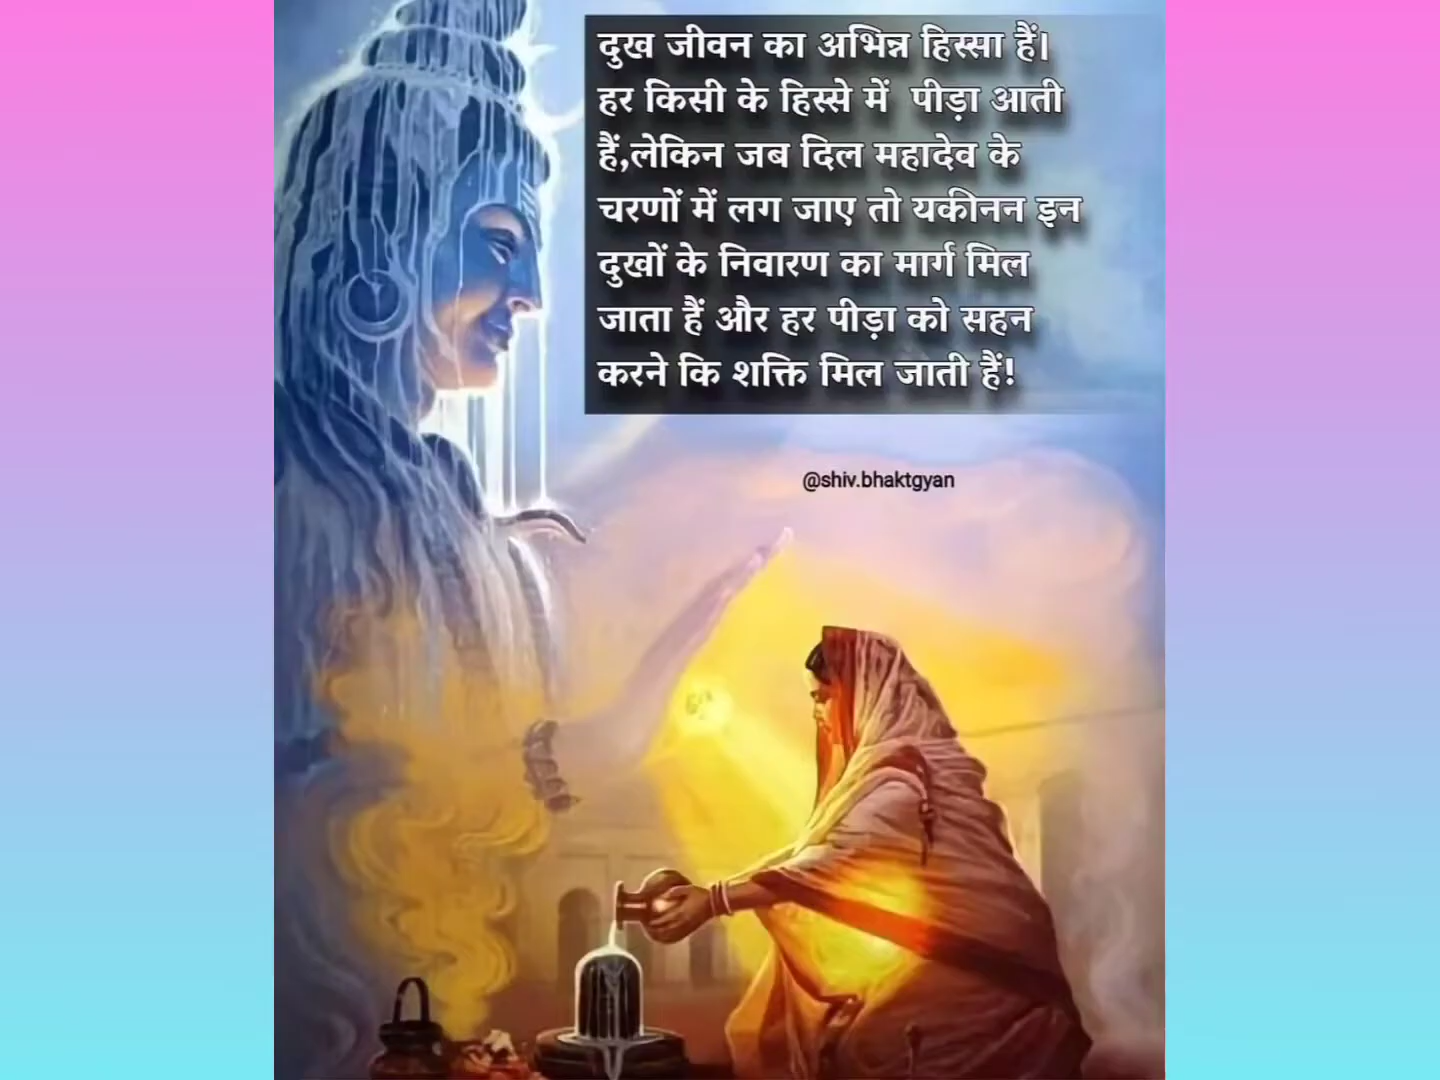 दुख जीवन का अभिन्न हिस्सा हैं।
हर किसी के हिस्से में पीड़ा आती
हैं,लेकिन जब दिल महादेव के
चरणों में लग जाए तो यकीनन इन
दुखों के निवारण का मार्ग मिल
जाता हैं और हर पीड़ा को सहन
करने कि शक्ति मिल जाती हैं!
@shiv.bhaktgyan